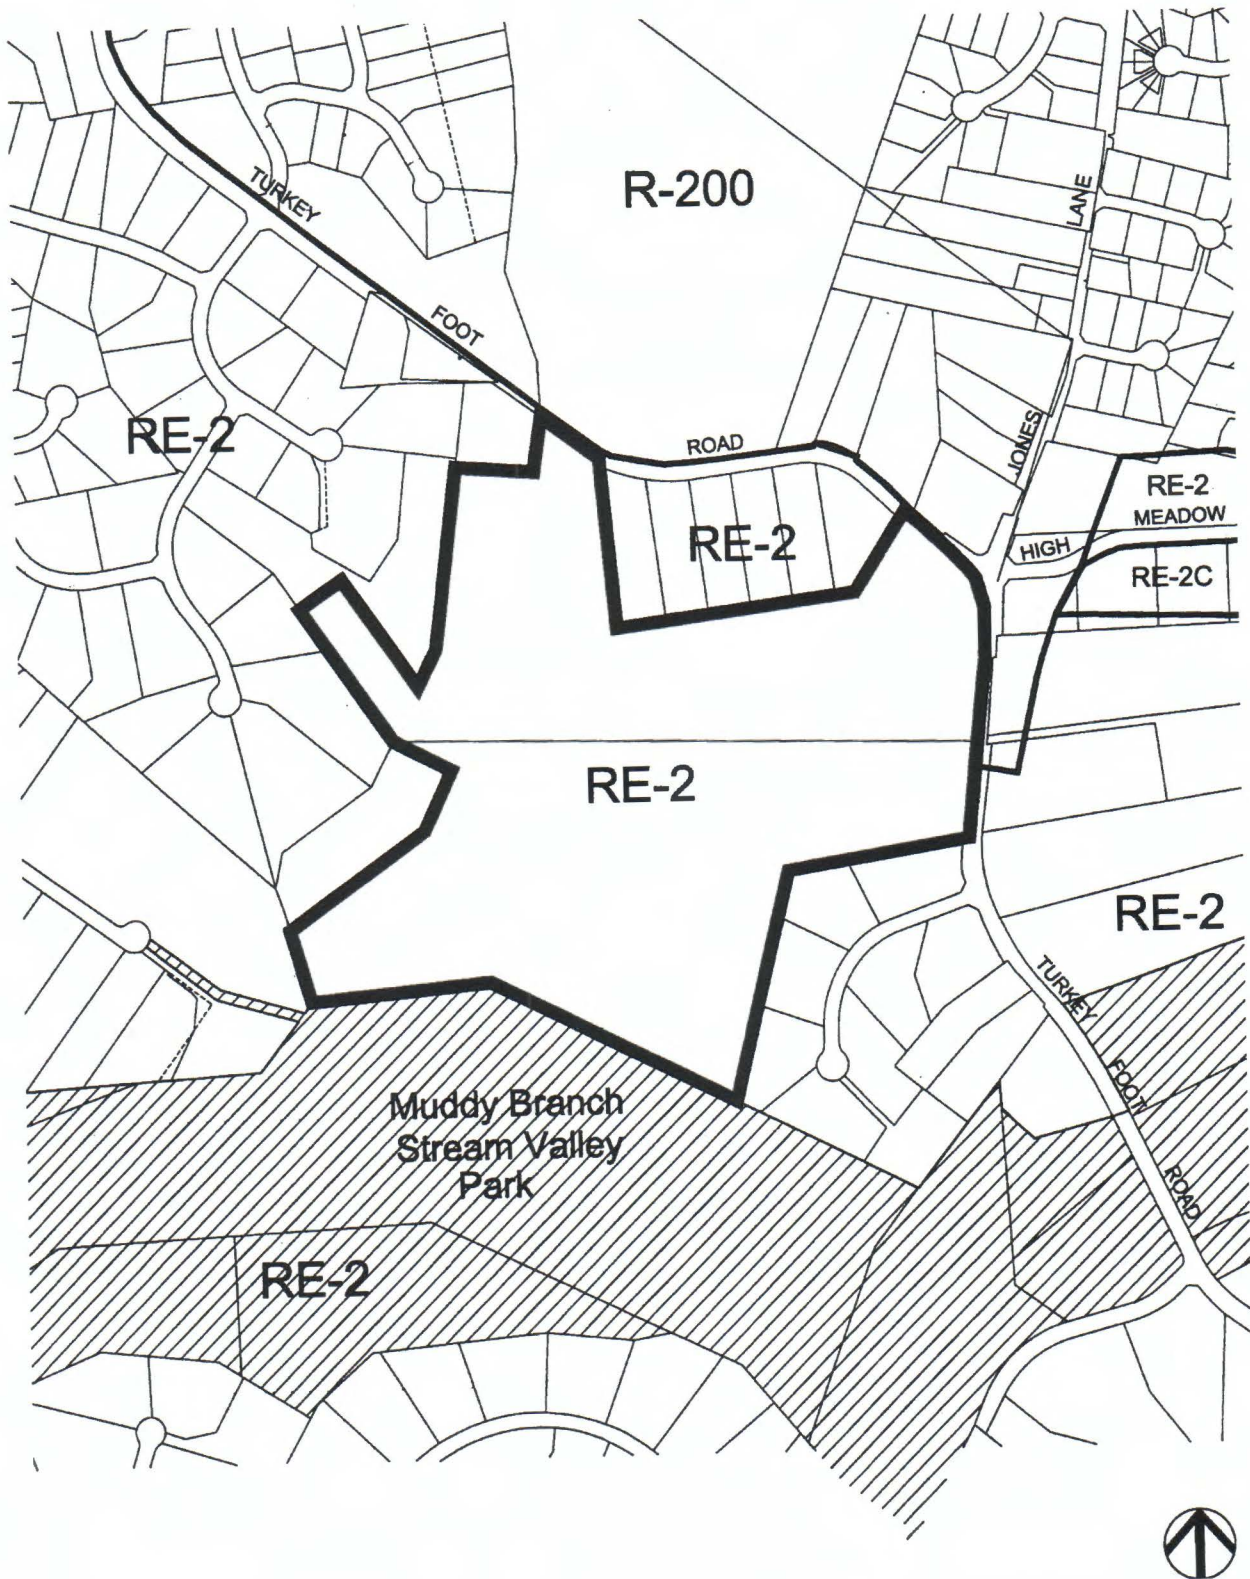 R-200
LANE
TURKEY
FOOT
JONES
RE-2
ROAD
RE-2
RE-2
MEADOW
HIGH
RE-2C
RE-2
RE-2
TURKEY
FOOT
ROAD
Muddy Branch
Stream Valley
Park
RE-2